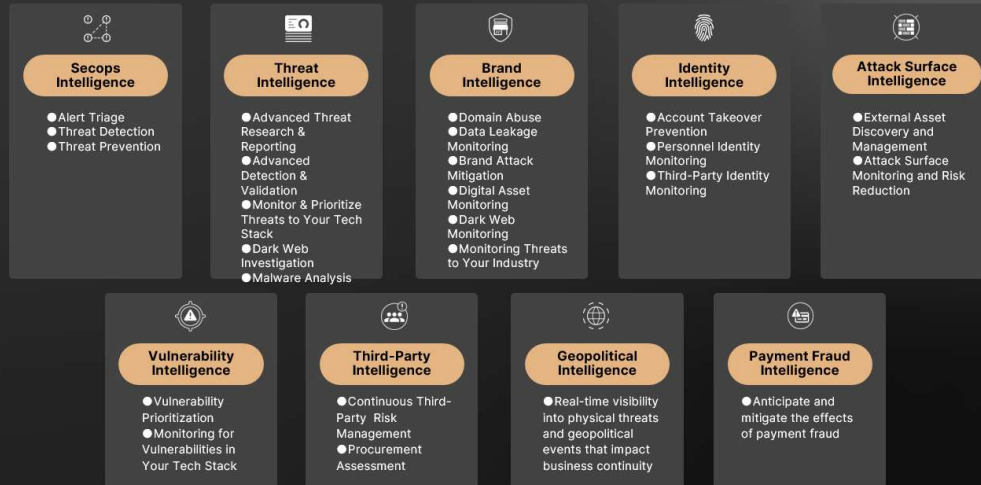 Secops
Intelligence
●Alert Triage
●Threat Detection
●Threat Prevention
Threat
Intelligence
●Advanced Threat
Research &
Reporting
●Advanced
Detection &
Validation
●Monitor & Prioritize
Threats to Your Tech
Stack
●Dark Web
Investigation
●Malware Analysis
Brand
Intelligence
●Domain Abuse
●Data Leakage
Monitoring
●Brand Attack
Mitigation
●Digital Asset
Monitoring
●Dark Web
Monitoring
●Monitoring Threats
to Your Industry
Identity
Intelligence
●Account Takeover
Prevention
●Personnel Identity
Monitoring
●Third-Party Identity
Monitoring
Attack Surface
Intelligence
●External Asset
Discovery and
Management
●Attack Surface
Monitoring and Risk
Reduction
Vulnerability
Intelligence
●Vulnerability
Prioritization
●Monitoring for
Vulnerabilities in
Your Tech Stack
Third-Party
Intelligence
●Continuous Third-
Party Risk
Management
●Procurement
Assessment
Geopolitical
Intelligence
●Real-time visibility
into physical threats
and geopolitical
events that impact
business continuity
Payment Fraud
Intelligence
●Anticipate and
mitigate the effects
of payment fraud